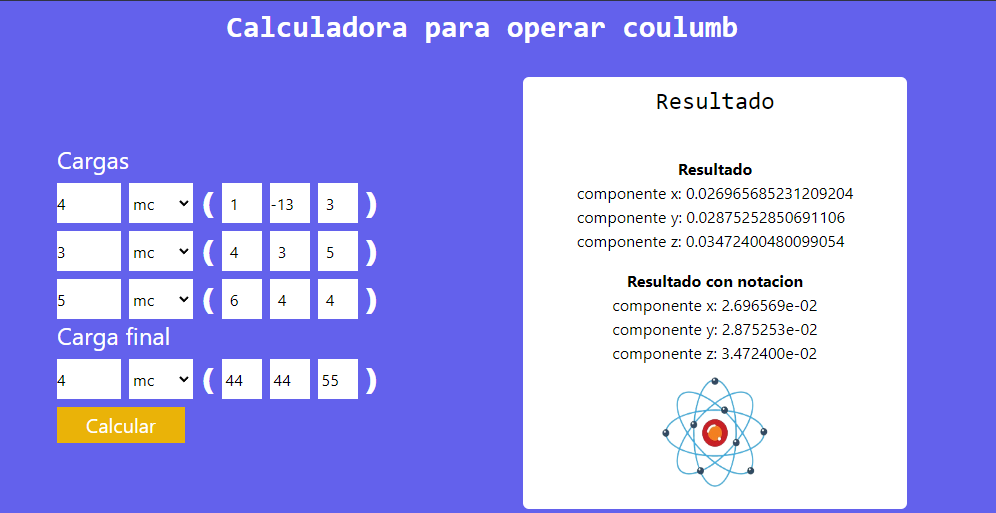 Calculadora para operar coulumb
Cargas
4 mc ( 1 -13 3 )
3 mc ( 4 3 5 )
5 mc ( 6 4 4 )
Carga final
4 mc ( 44 44 55 )
Calcular
Resultado
Resultado
componente x: 0.026965685231209204
componente y: 0.02875252850691106
componente z: 0.03472400480099054
Resultado con notacion
componente x: 2.696569e-02
componente y: 2.875253e-02
componente z: 3.472400e-02